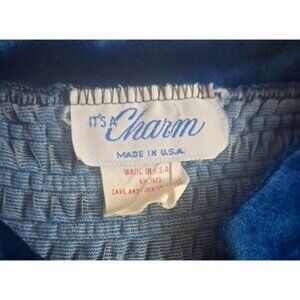 IT'S A Charm
MADE IN U.S.A.
MADE IN U.S.A.
CARE AND